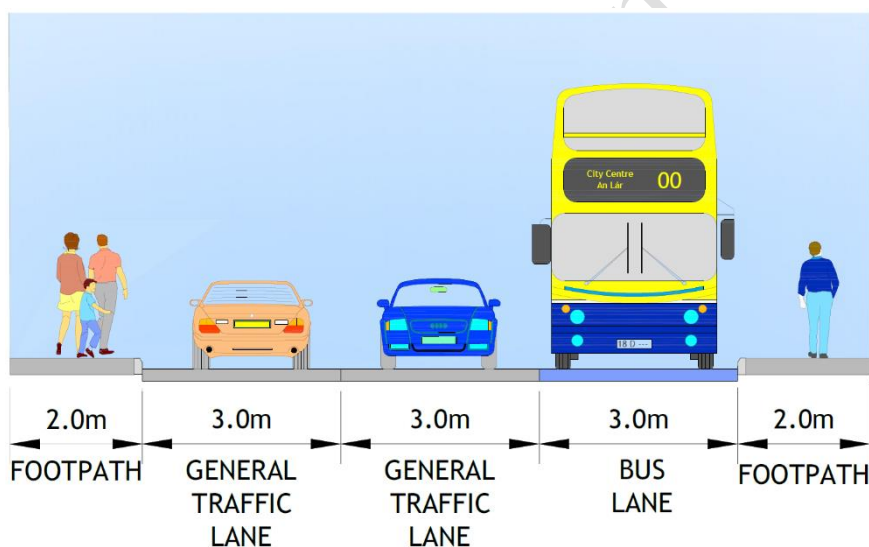 City Centre
An Lár
00
18 D ---
2.0m
3.0m
3.0m
3.0m
2.0m
FOOTPATH
GENERAL
TRAFFIC
LANE
GENERAL
TRAFFIC
LANE
BUS
LANE
FOOTPATH